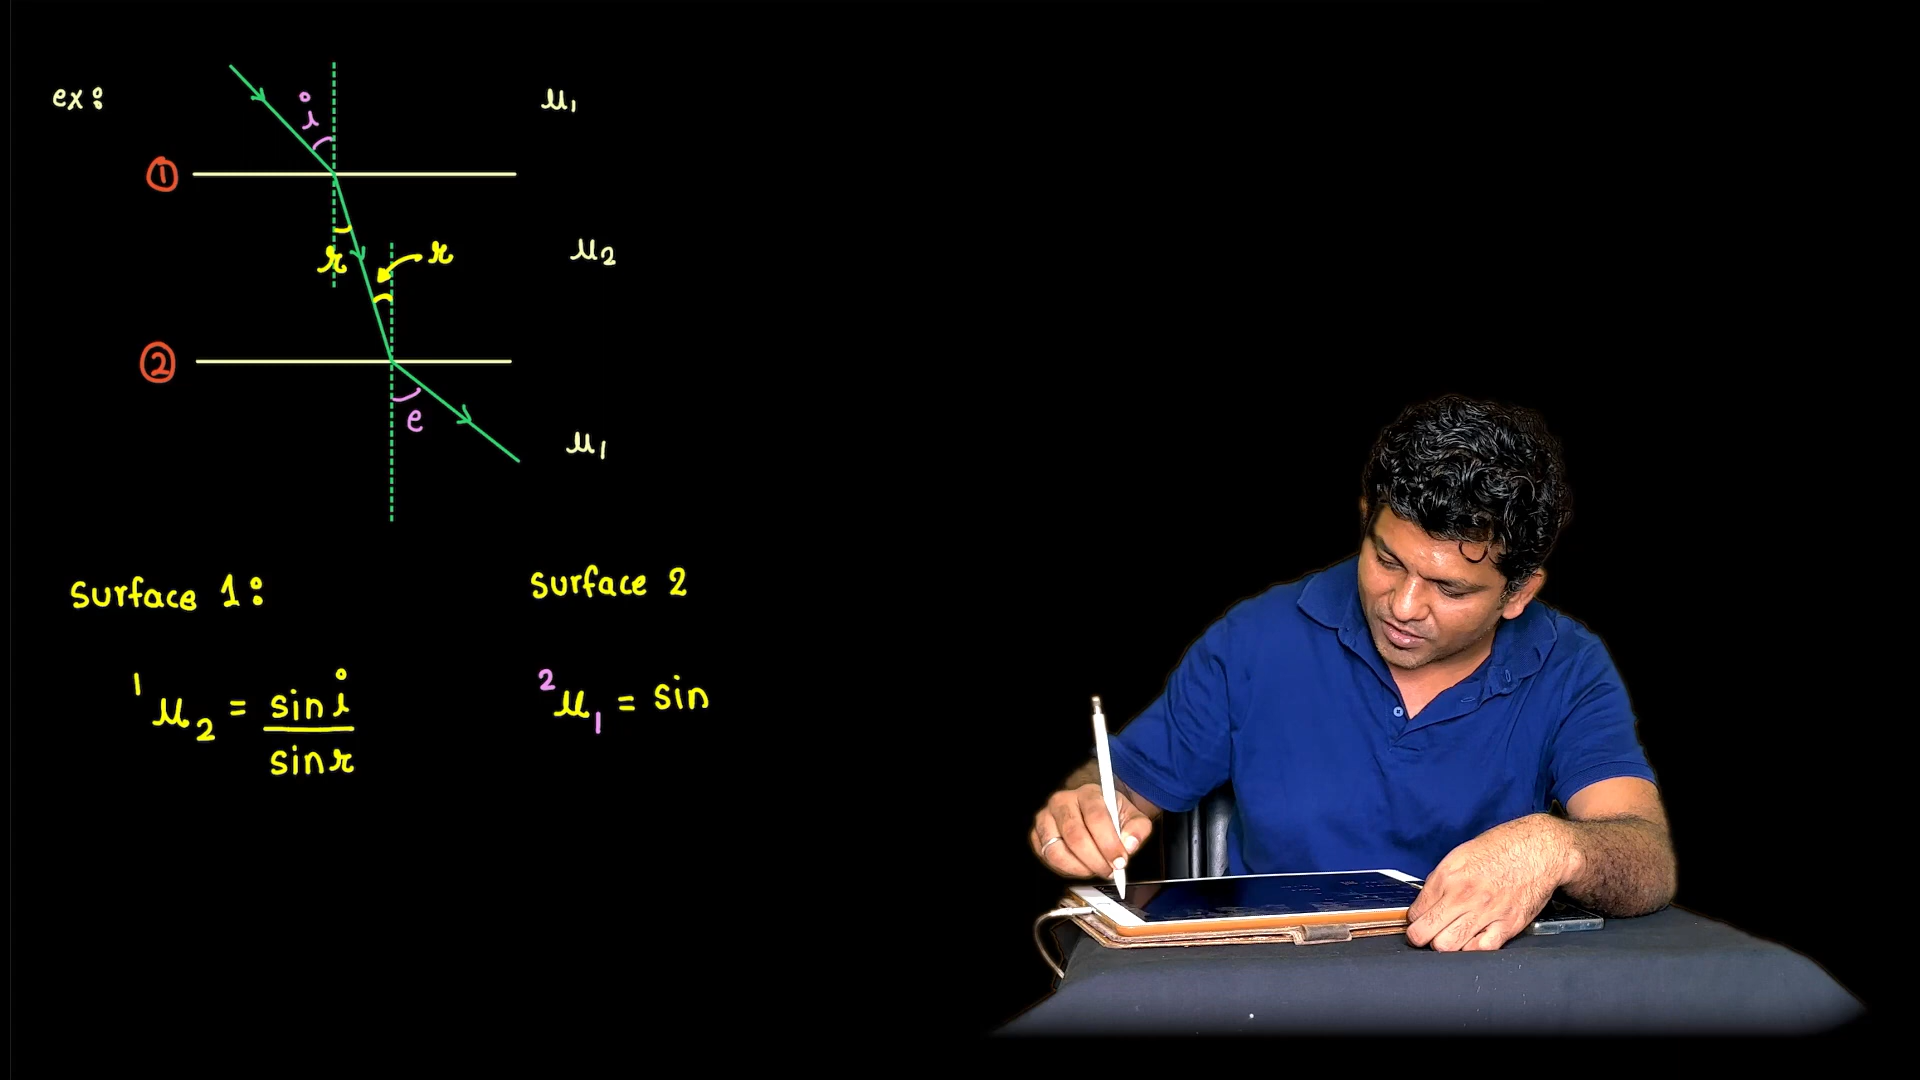 ex:
i
μ₁
①
r
r
μ₂
②
e
μ₁
Surface 1:
Surface 2
¹μ₂ = sin i / sin r
²μ₁ = sin